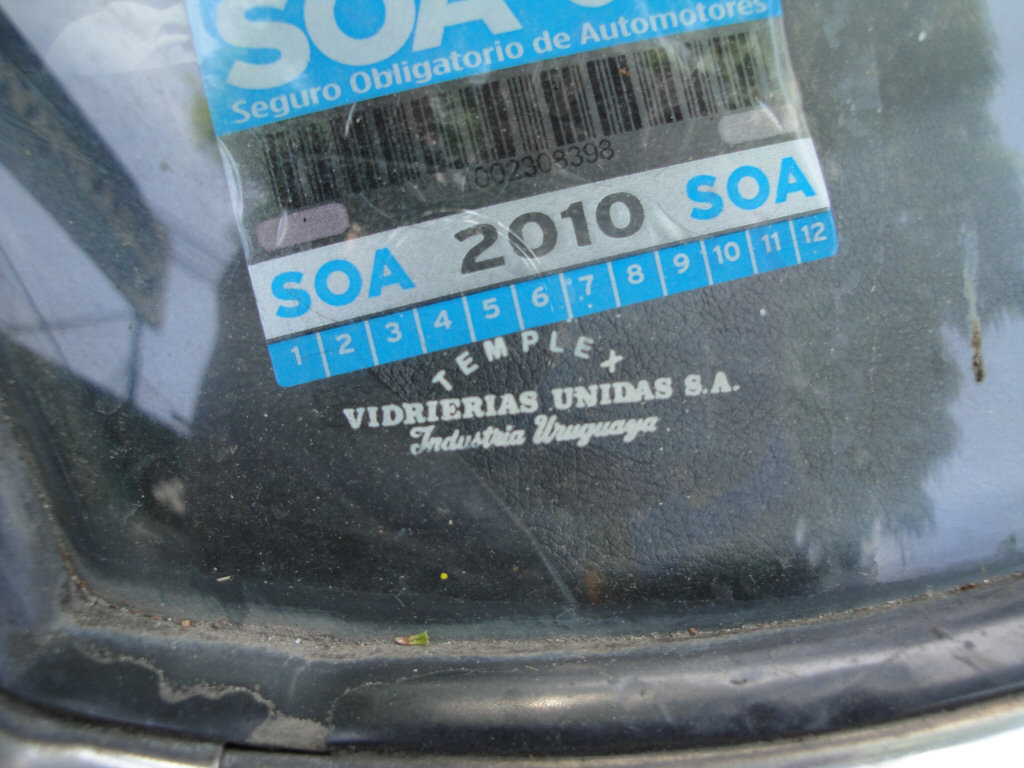 SOA
Seguro Obligatorio de Automotores
002308398
SOA 2010 SOA
1 2 3 4 5 6 7 8 9 10 11 12
TEMPLEX
VIDRIERIAS UNIDAS S.A.
Industria Uruguaya